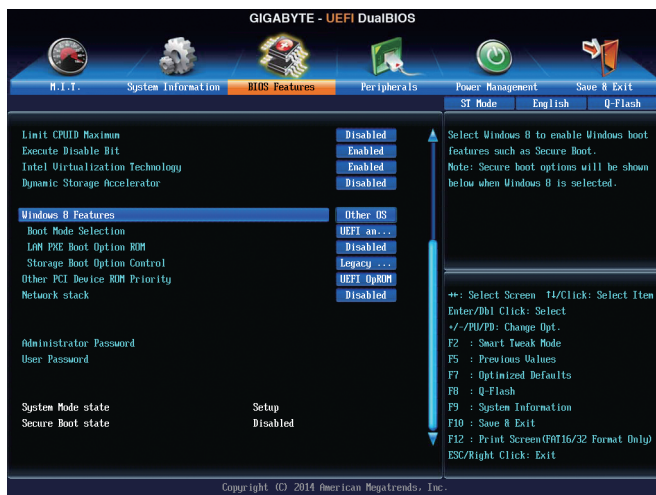 GIGABYTE - UEFI DualBIOS
M.I.T. System Information BIOS Features Peripherals Power Management Save & Exit
ST Mode English Q-Flash
Limit CPUID Maximum Disabled
Execute Disable Bit Enabled
Intel Virtualization Technology Enabled
Dynamic Storage Accelerator Disabled
Windows 8 Features Other OS
Boot Mode Selection UEFI an...
LAN PXE Boot Option ROM Disabled
Storage Boot Option Control Legacy ...
Other PCI Device ROM Priority UEFI OpROM
Network stack Disabled
Administrator Password
User Password
System Mode state Setup
Secure Boot state Disabled
Select Windows 8 to enable Windows boot
features such as Secure Boot.
Note: Secure boot options will be shown
below when Windows 8 is selected.
→←: Select Screen ↑↓/Click: Select Item
Enter/Dbl Click: Select
+/-/PU/PD: Change Opt.
F2 : Smart Tweak Mode
F5 : Previous Values
F7 : Optimized Defaults
F8 : Q-Flash
F9 : System Information
F10 : Save & Exit
F12 : Print Screen(FAT16/32 Format Only)
ESC/Right Click: Exit
Copyright (C) 2014 American Megatrends, Inc.